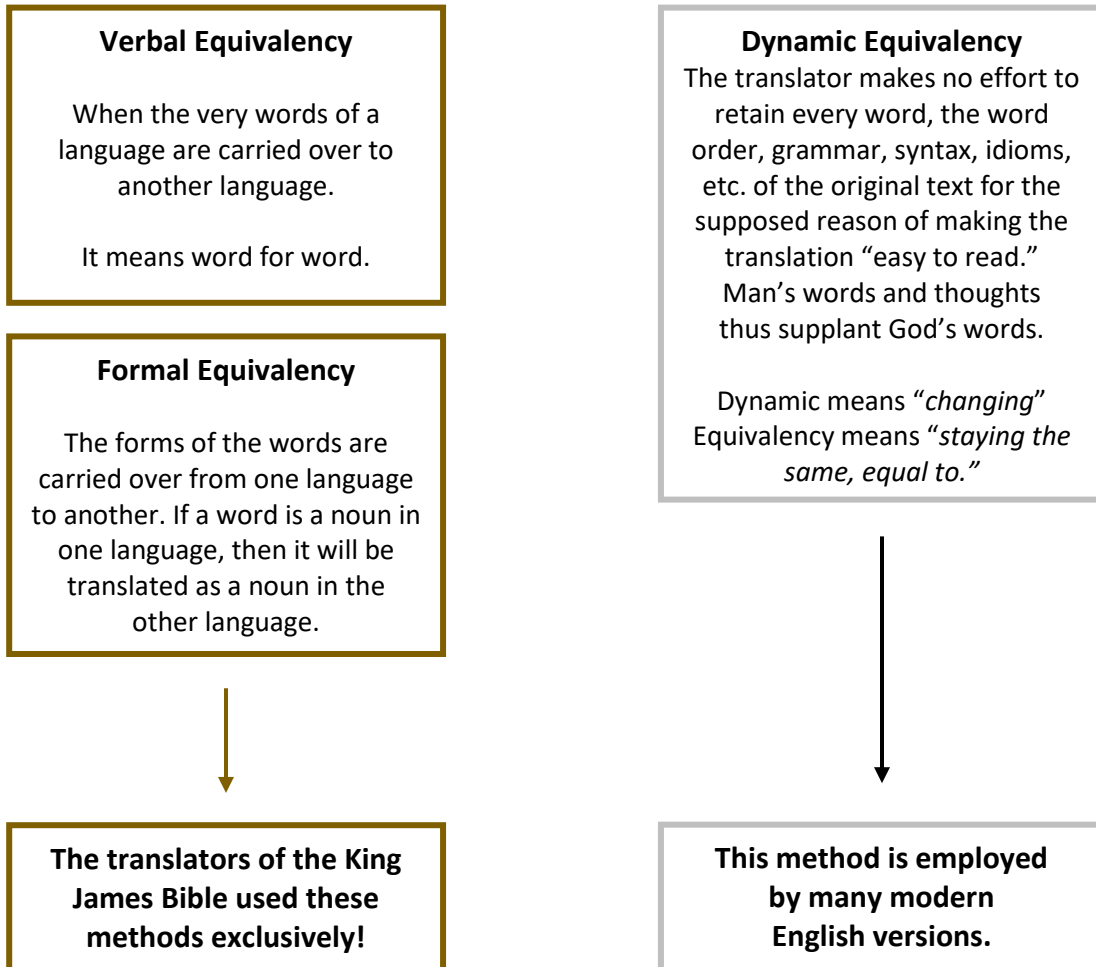 Verbal Equivalency
When the very words of a
language are carried over to
another language.
It means word for word.
Formal Equivalency
The forms of the words are
carried over from one language
to another. If a word is a noun in
one language, then it will be
translated as a noun in the
other language.
The translators of the King
James Bible used these
methods exclusively!
Dynamic Equivalency
The translator makes no effort to
retain every word, the word
order, grammar, syntax, idioms,
etc. of the original text for the
supposed reason of making the
translation “easy to read.”
Man’s words and thoughts
thus supplant God’s words.
Dynamic means “changing”
Equivalency means “staying the
same, equal to.”
This method is employed
by many modern
English versions.